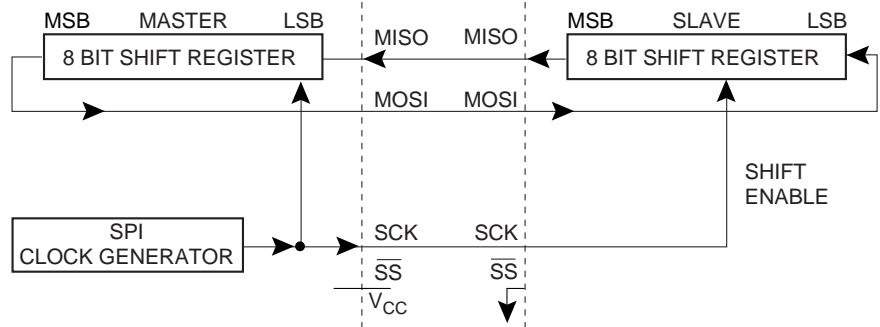 MSB MASTER LSB
8 BIT SHIFT REGISTER
MISO MISO
MSB SLAVE LSB
8 BIT SHIFT REGISTER
MOSI MOSI
SHIFT
ENABLE
SPI
CLOCK GENERATOR
SCK SCK
SS SS
VCC